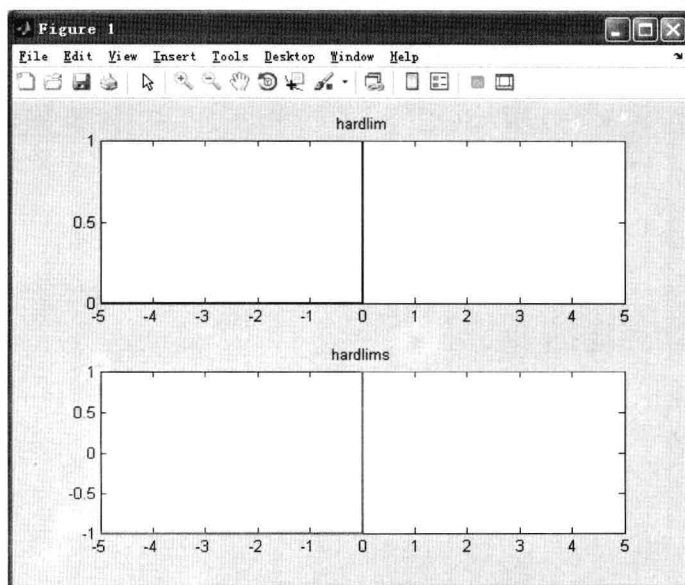 Figure 1
File Edit View Insert Tools Desktop Window Help
hardlim
1
0.5
0
-5 -4 -3 -2 -1 0 1 2 3 4 5
hardlims
1
0.5
0
-0.5
-1
-5 -4 -3 -2 -1 0 1 2 3 4 5